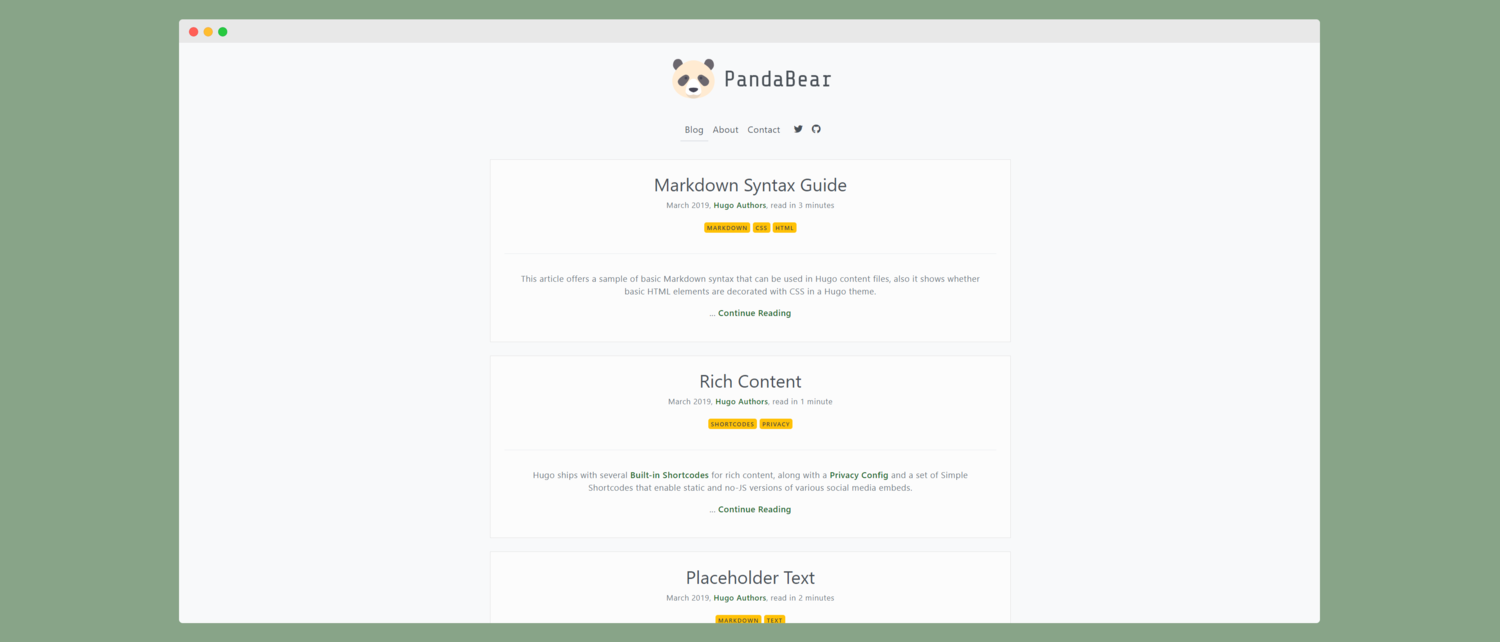 PandaBear
Blog About Contact
Markdown Syntax Guide
March 2019, Hugo Authors, read in 3 minutes
MARKDOWN CSS HTML
This article offers a sample of basic Markdown syntax that can be used in Hugo content files, also it shows whether
basic HTML elements are decorated with CSS in a Hugo theme.
... Continue Reading
Rich Content
March 2019, Hugo Authors, read in 1 minute
SHORTCODES PRIVACY
Hugo ships with several Built-in Shortcodes for rich content, along with a Privacy Config and a set of Simple
Shortcodes that enable static and no-JS versions of various social media embeds.
... Continue Reading
Placeholder Text
March 2019, Hugo Authors, read in 2 minutes
MARKDOWN TEXT